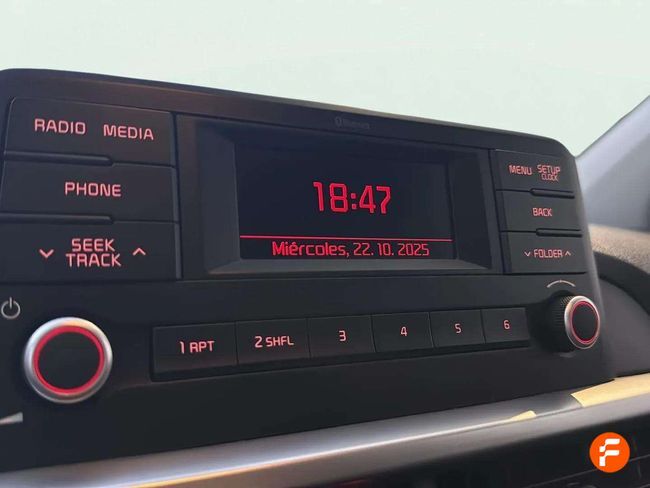 Bluetooth
RADIO MEDIA
MENU SETUP
CLOCK
18:47
PHONE
BACK
SEEK
TRACK
Miércoles, 22. 10. 2025
FOLDER
1 RPT 2 SHFL 3 4 5 6